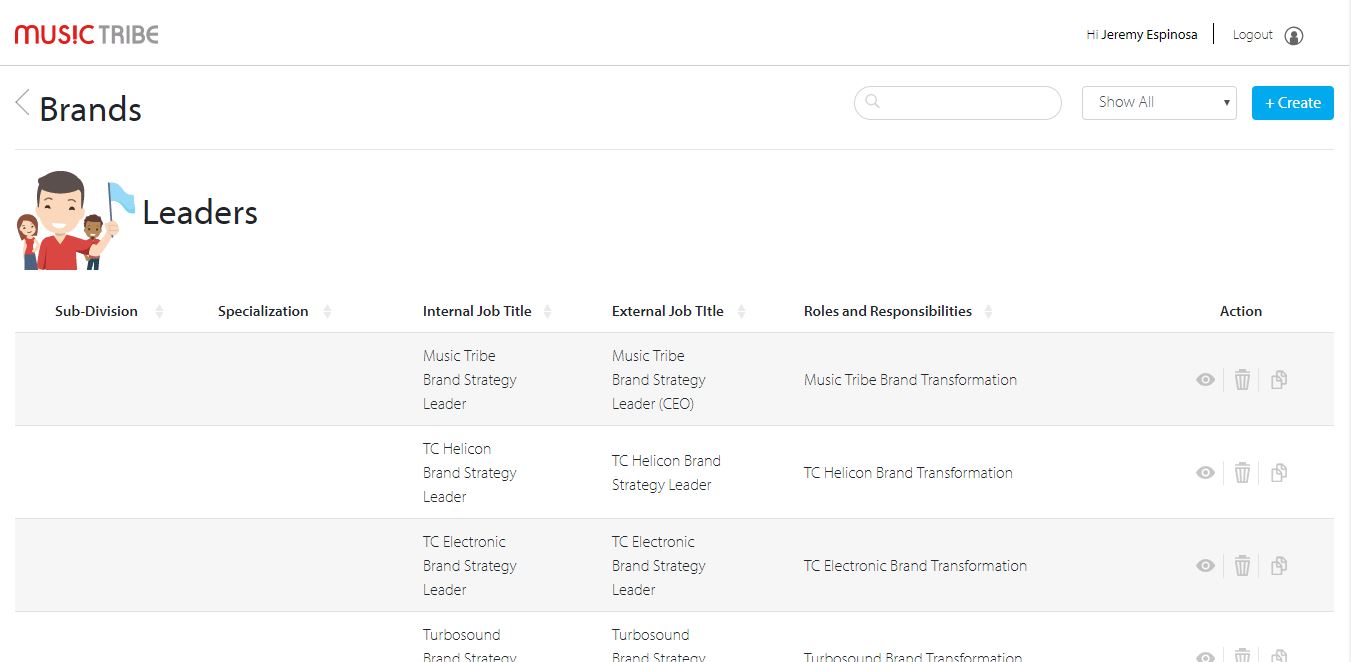 MUSIC TRIBE
Hi Jeremy Espinosa
Logout
Brands
Show All
+ Create
Leaders
Sub-Division Specialization Internal Job Title External Job TItle Roles and Responsibilities Action
Music Tribe
Brand Strategy
Leader
Music Tribe
Brand Strategy
Leader (CEO)
Music Tribe Brand Transformation
TC Helicon
Brand Strategy
Leader
TC Helicon Brand
Strategy Leader
TC Helicon Brand Transformation
TC Electronic
Brand Strategy
Leader
TC Electronic
Brand Strategy
Leader
TC Electronic Brand Transformation
Turbosound
Brand Strategy
Turbosound
Brand Strategy
Turbosound Brand Transformation